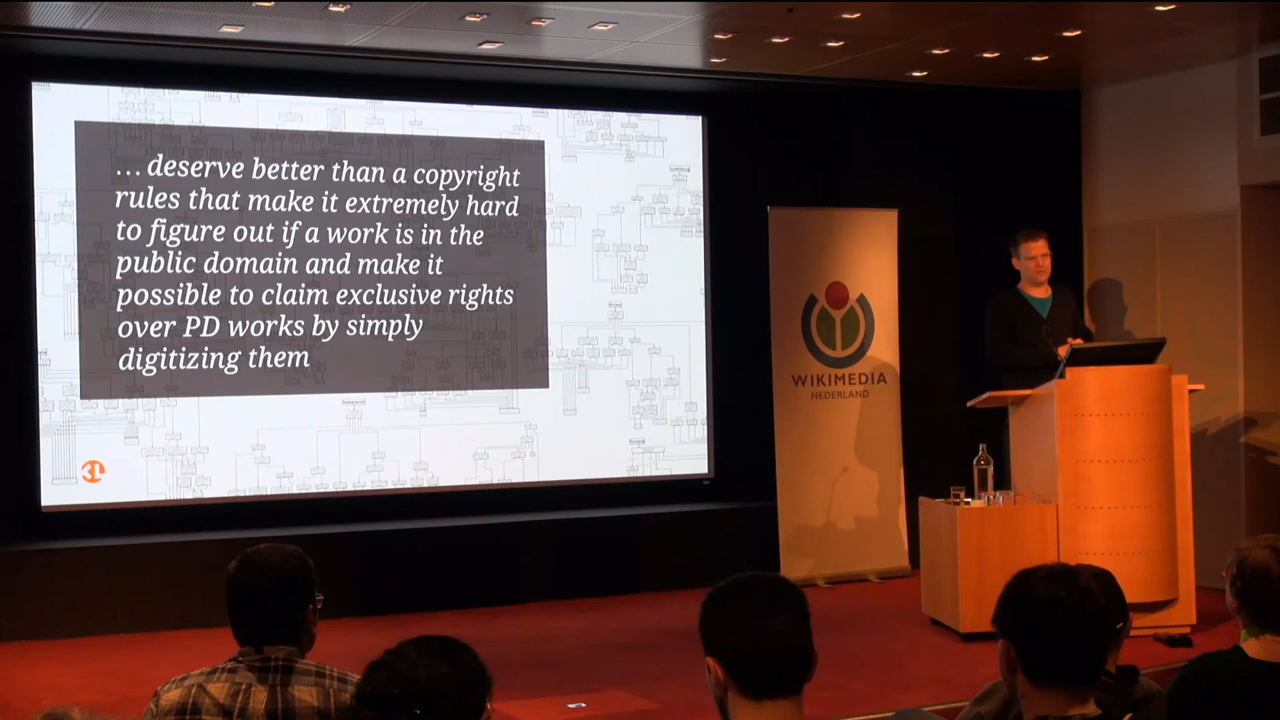 ... deserve better than a copyright
rules that make it extremely hard
to figure out if a work is in the
public domain and make it
possible to claim exclusive rights
over PD works by simply
digitizing them
WIKIMEDIA
NEDERLAND